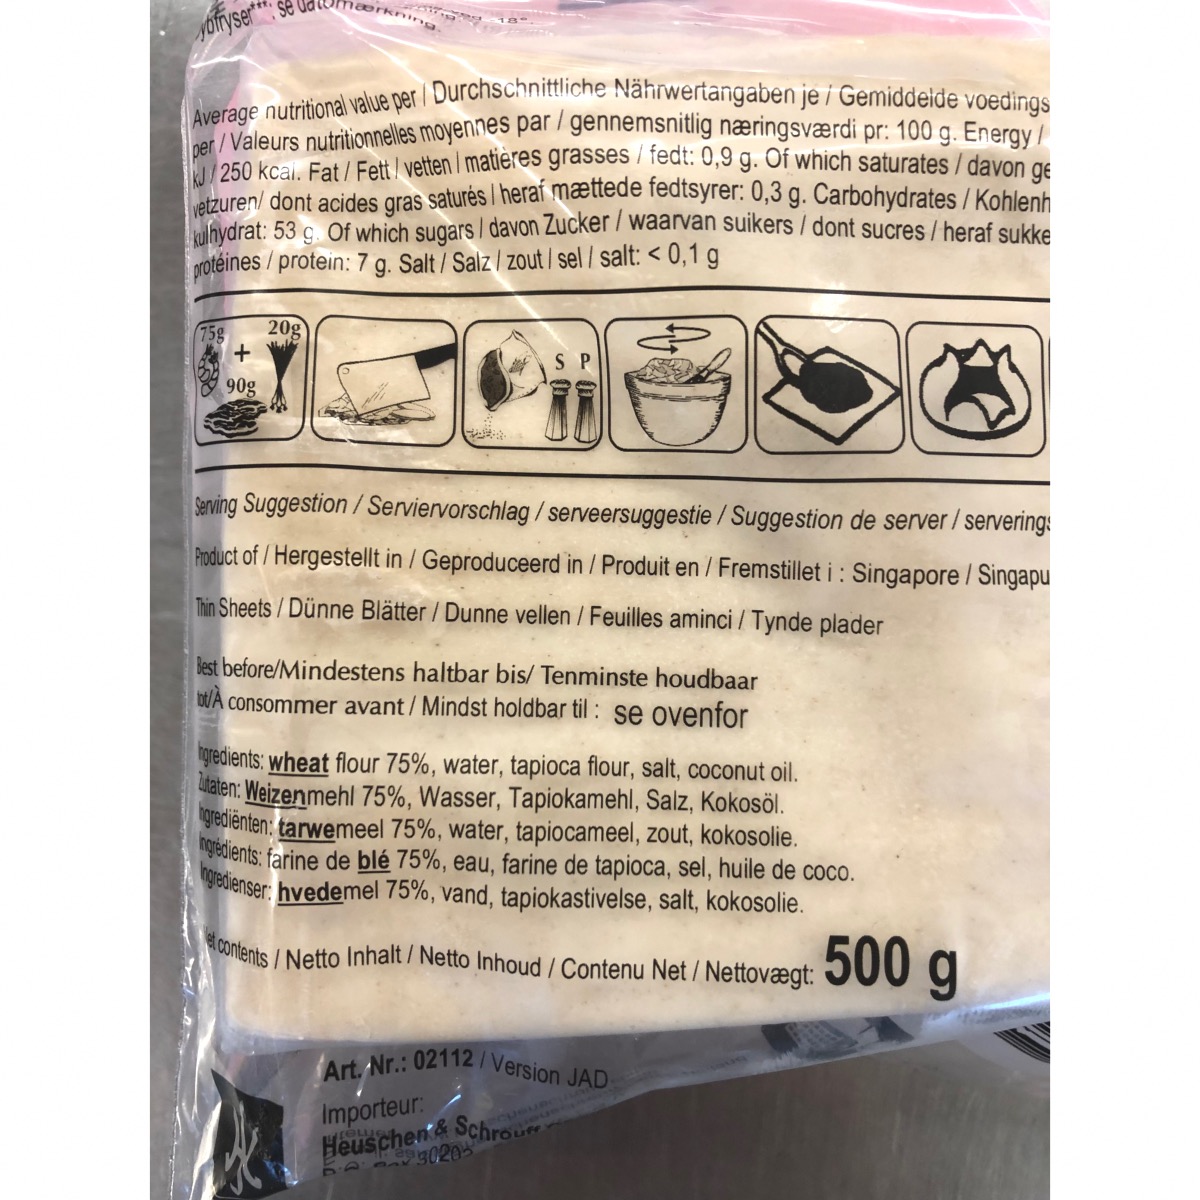 ybfryser***: se datomærkning.
18°
Average nutritional value per / Durchschnittliche Nährwertangaben je / Gemiddelde voedings
per / Valeurs nutritionnelles moyennes par / gennemsnitlig næringsværdi pr: 100 g. Energy /
kJ / 250 kcal. Fat / Fett / vetten / matières grasses / fedt: 0,9 g. Of which saturates / davon ge
vetzuren/ dont acides gras saturés / heraf mættede fedtsyrer: 0,3 g. Carbohydrates / Kohlenh
kulhydrat: 53 g. Of which sugars / davon Zucker / waarvan suikers / dont sucres / heraf sukke
protéines / protein: 7 g. Salt / Salz / zout / sel / salt: < 0,1 g
75g + 20g
90g
S P
Serving Suggestion / Serviervorschlag / serveersuggestie / Suggestion de server / servering
Product of / Hergestellt in / Geproduceerd in / Produit en / Fremstillet i : Singapore / Singapu
Thin Sheets / Dünne Blätter / Dunne vellen / Feuilles aminci / Tynde plader
Best before/Mindestens haltbar bis/ Tenminste houdbaar
tot/À consommer avant / Mindst holdbar til : se ovenfor
Ingredients: wheat flour 75%, water, tapioca flour, salt, coconut oil.
Zutaten: Weizenmehl 75%, Wasser, Tapiokamehl, Salz, Kokosöl.
Ingrediënten: tarwemeel 75%, water, tapiocameel, zout, kokosolie.
Ingrédients: farine de blé 75%, eau, farine de tapioca, sel, huile de coco.
Ingredienser: hvedemel 75%, vand, tapiokastivelse, salt, kokosolie.
Net contents / Netto Inhalt / Netto Inhoud / Contenu Net / Nettovægt: 500 g
Art. Nr.: 02112 / Version JAD
Importeur:
Heuschen & Schrouff
P.O. Box 30202